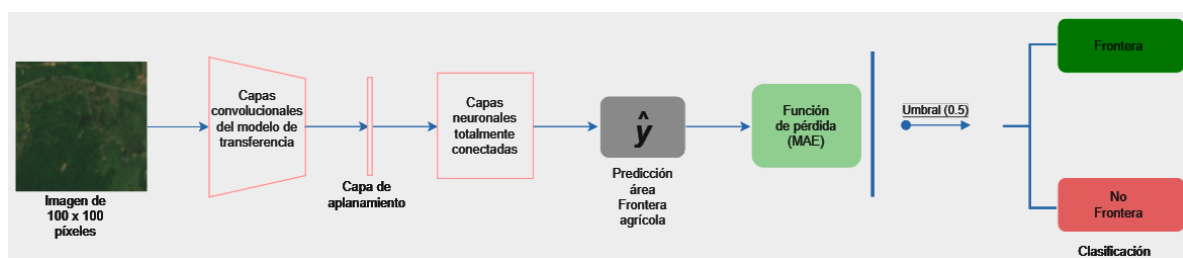 Imagen de
100 x 100
píxeles
Capas
convolucionales
del modelo de
transferencia
Capa de
aplanamiento
Capas
neuronales
totalmente
conectadas
ŷ
Predicción
área
Frontera
agrícola
Función
de pérdida
(MAE)
Umbral (0.5)
Frontera
No
Frontera
Clasificación